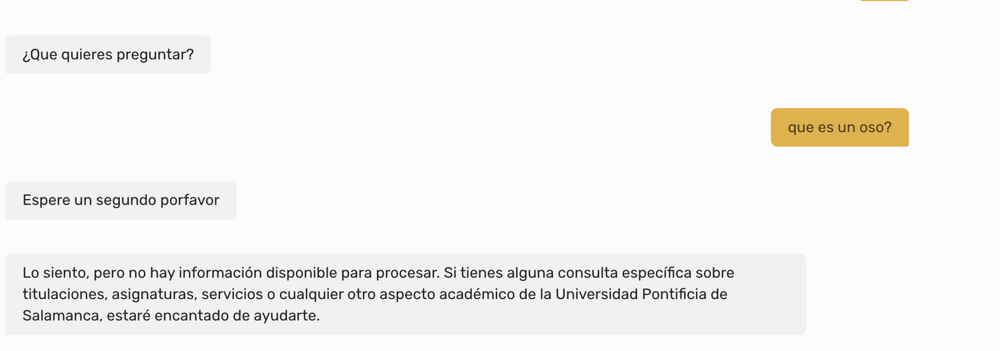 ¿Que quieres preguntar?
que es un oso?
Espere un segundo porfavor
Lo siento, pero no hay información disponible para procesar. Si tienes alguna consulta específica sobre
titulaciones, asignaturas, servicios o cualquier otro aspecto académico de la Universidad Pontificia de
Salamanca, estaré encantado de ayudarte.